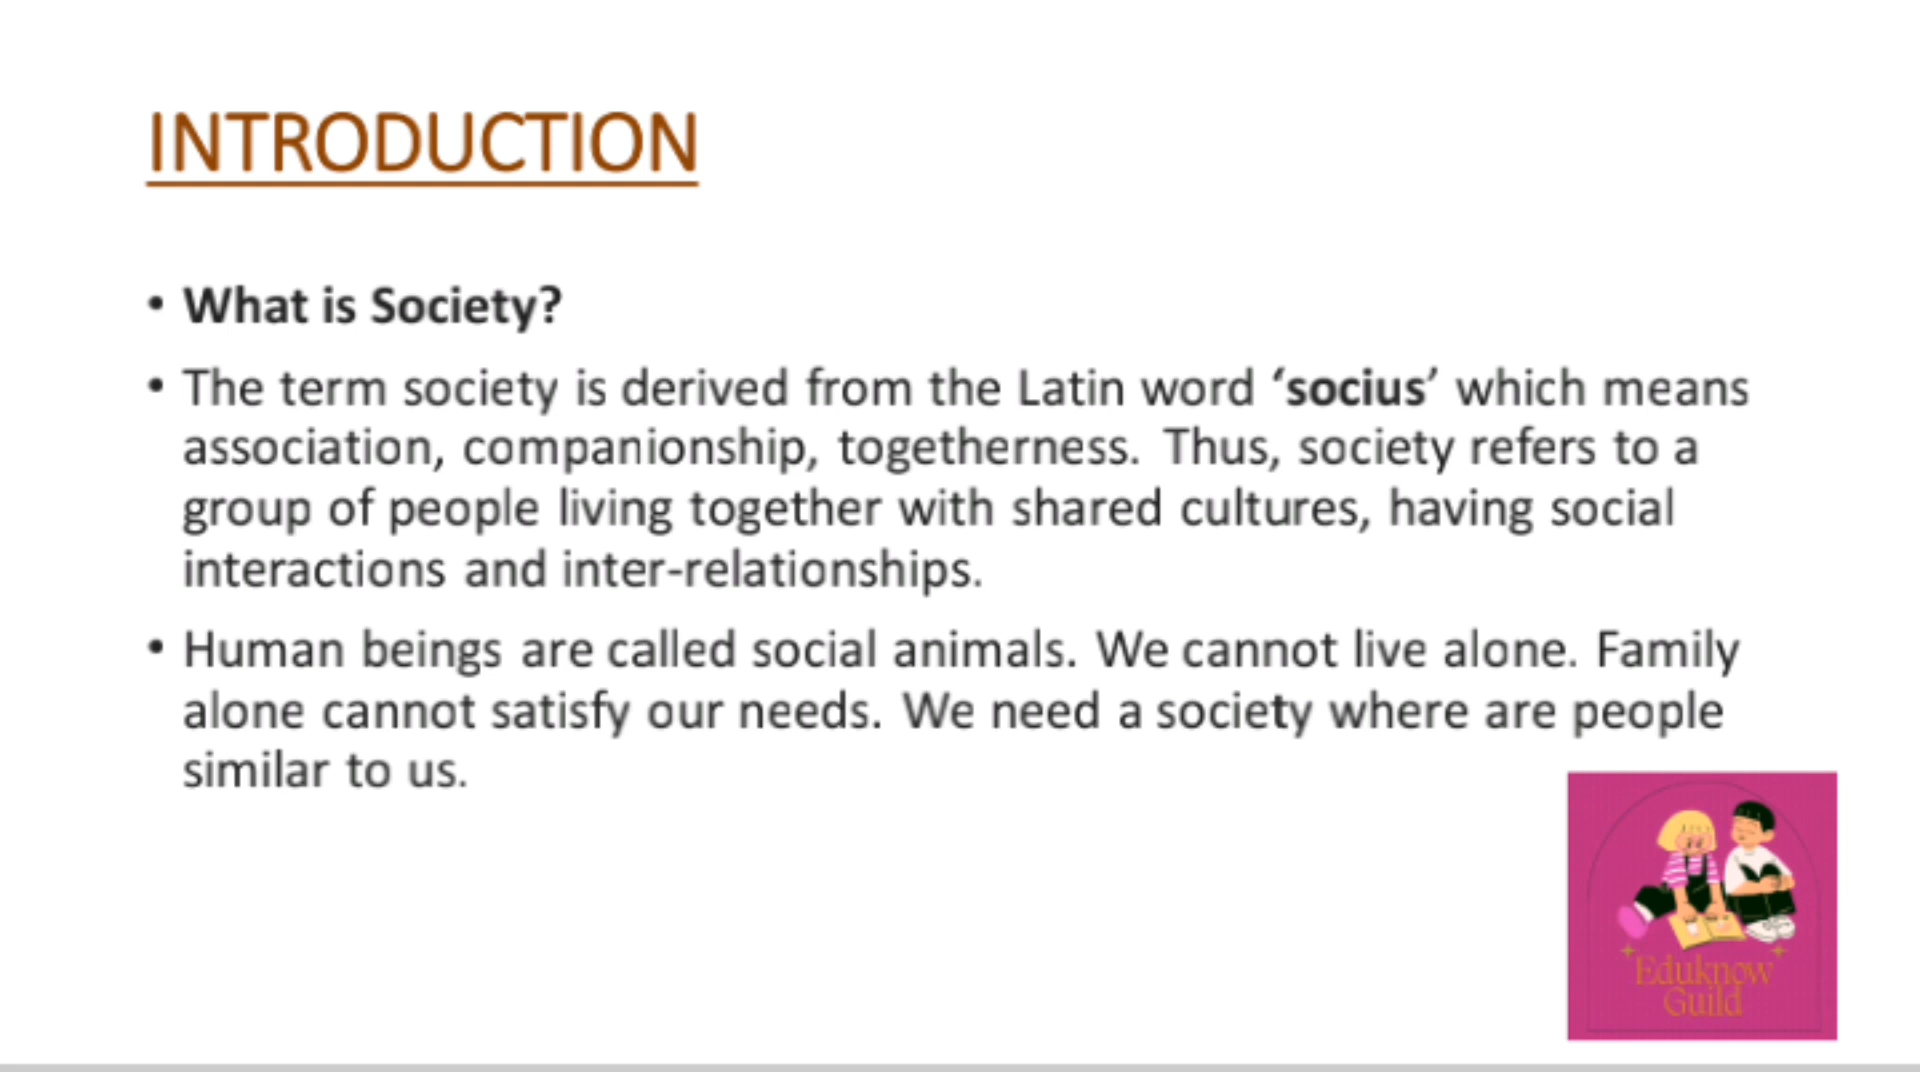 INTRODUCTION
• What is Society?
• The term society is derived from the Latin word ‘socius’ which means
association, companionship, togetherness. Thus, society refers to a
group of people living together with shared cultures, having social
interactions and inter-relationships.
• Human beings are called social animals. We cannot live alone. Family
alone cannot satisfy our needs. We need a society where are people
similar to us.
Eduknow
Guild